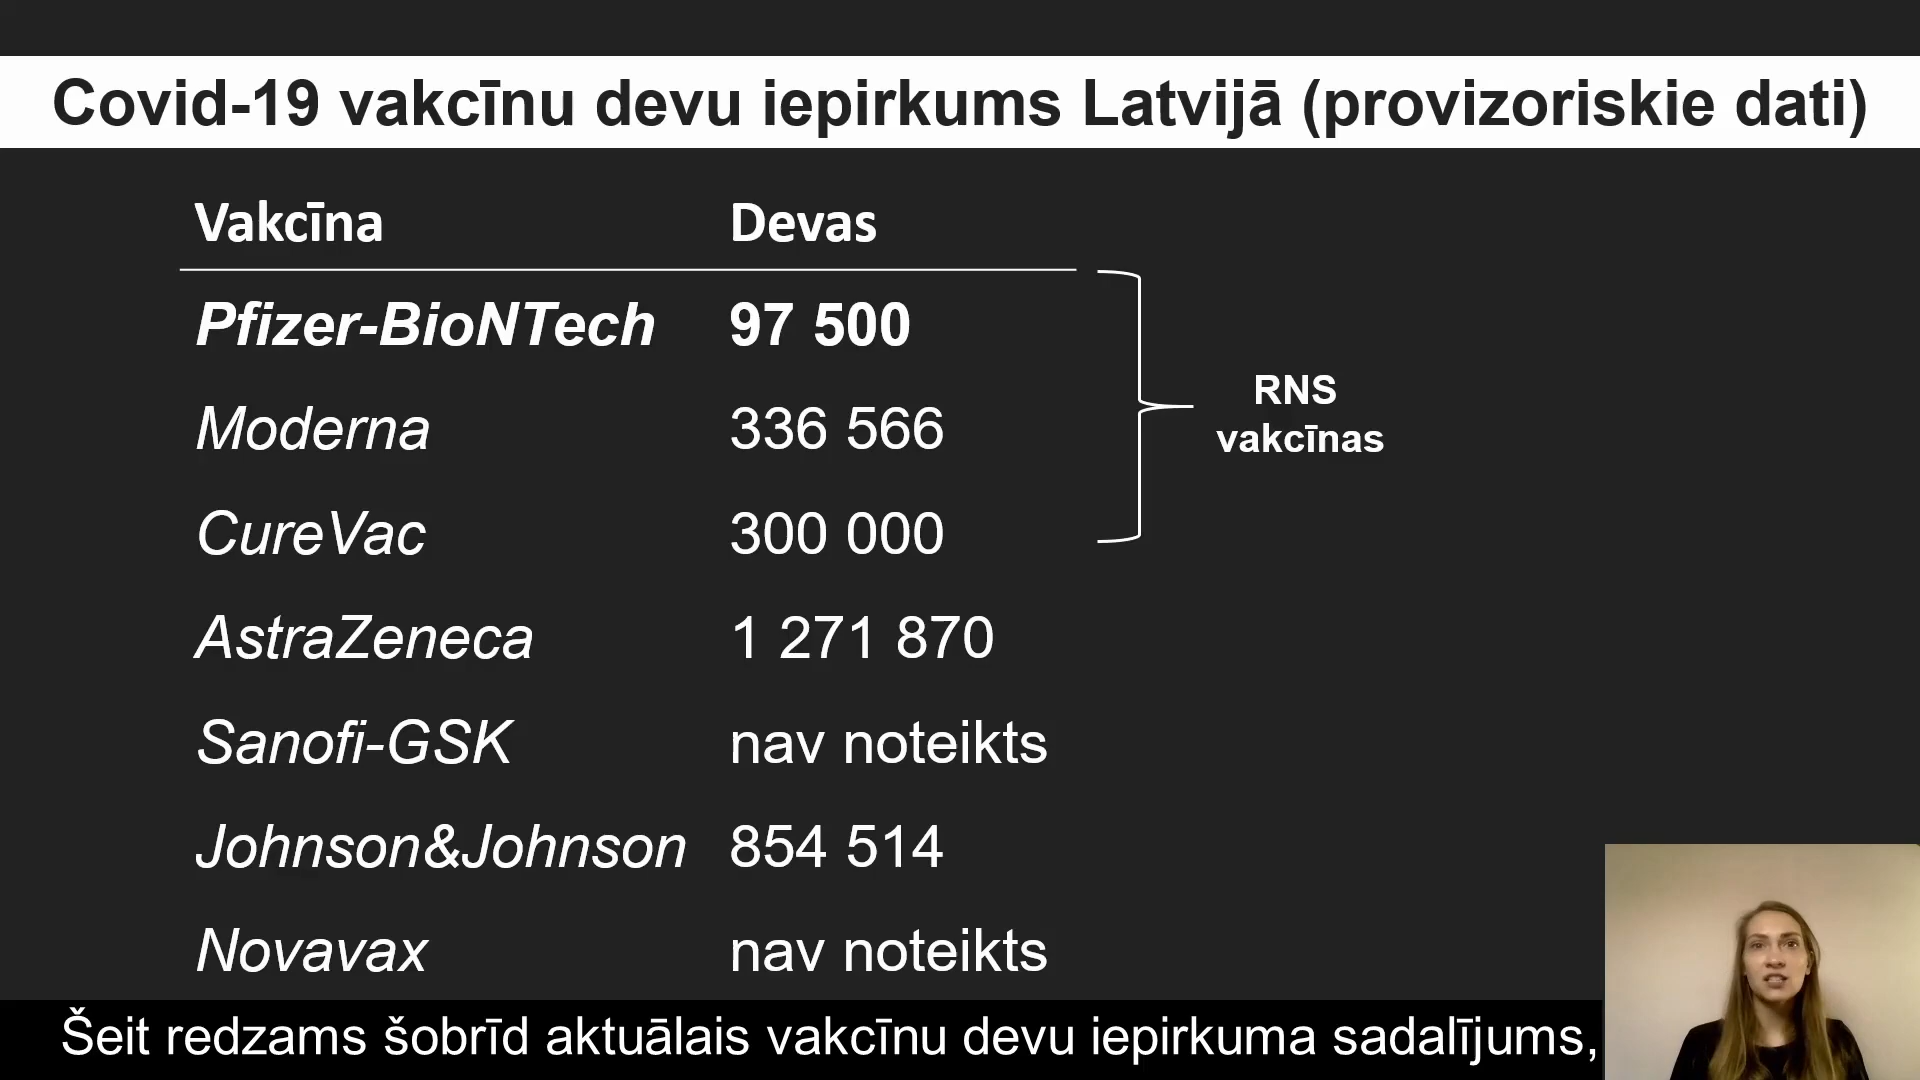 Covid-19 vakcīnu devu iepirkums Latvijā (provizoriskie dati)
Vakcīna Devas
Pfizer-BioNTech 97 500
Moderna 336 566
CureVac 300 000
RNS
vakcīnas
AstraZeneca 1 271 870
Sanofi-GSK nav noteikts
Johnson&Johnson 854 514
Novavax nav noteikts
Šeit redzams šobrīd aktuālais vakcīnu devu iepirkuma sadalījums,